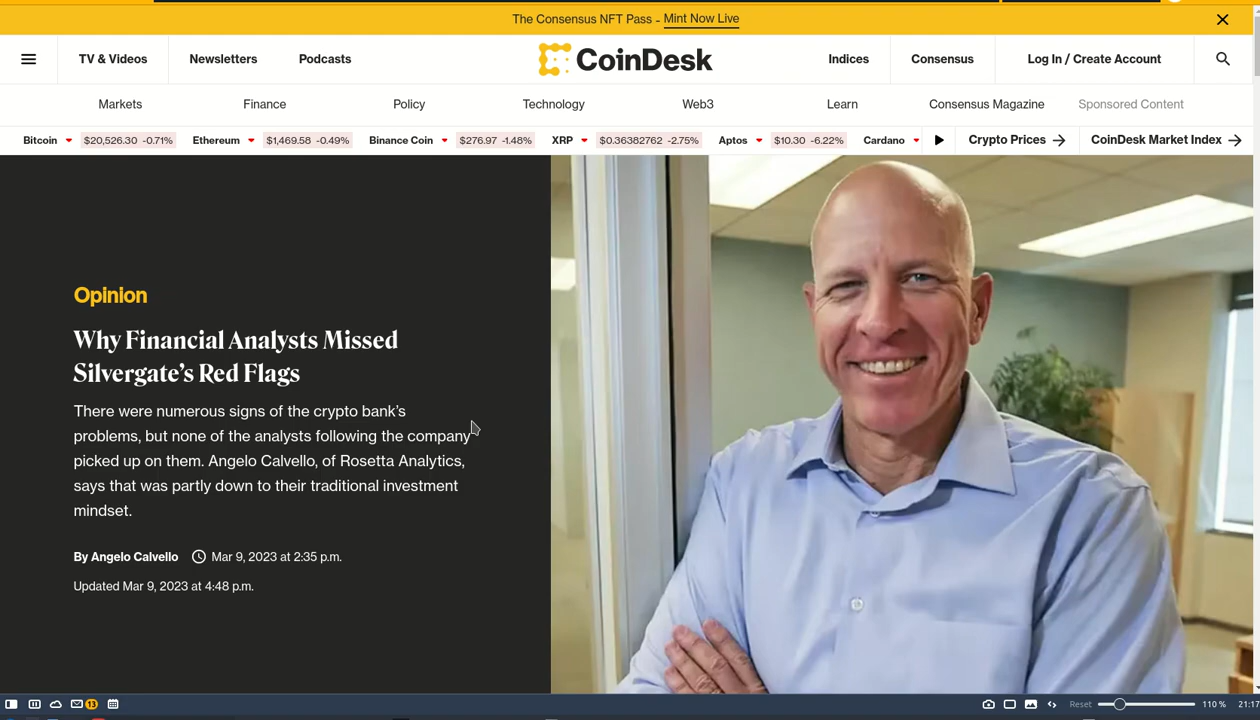 The Consensus NFT Pass - Mint Now Live
TV & Videos Newsletters Podcasts CoinDesk Indices Consensus Log In / Create Account
Markets Finance Policy Technology Web3 Learn Consensus Magazine Sponsored Content
Bitcoin $20,526.30 -0.71% Ethereum $1,469.58 -0.49% Binance Coin $276.97 -1.48% XRP $0.36382762 -2.75% Aptos $10.30 -6.22% Cardano Crypto Prices CoinDesk Market Index
Opinion
Why Financial Analysts Missed
Silvergate’s Red Flags
There were numerous signs of the crypto bank’s
problems, but none of the analysts following the company
picked up on them. Angelo Calvello, of Rosetta Analytics,
says that was partly down to their traditional investment
mindset.
By Angelo Calvello Mar 9, 2023 at 2:35 p.m.
Updated Mar 9, 2023 at 4:48 p.m.
13 Reset 110 %